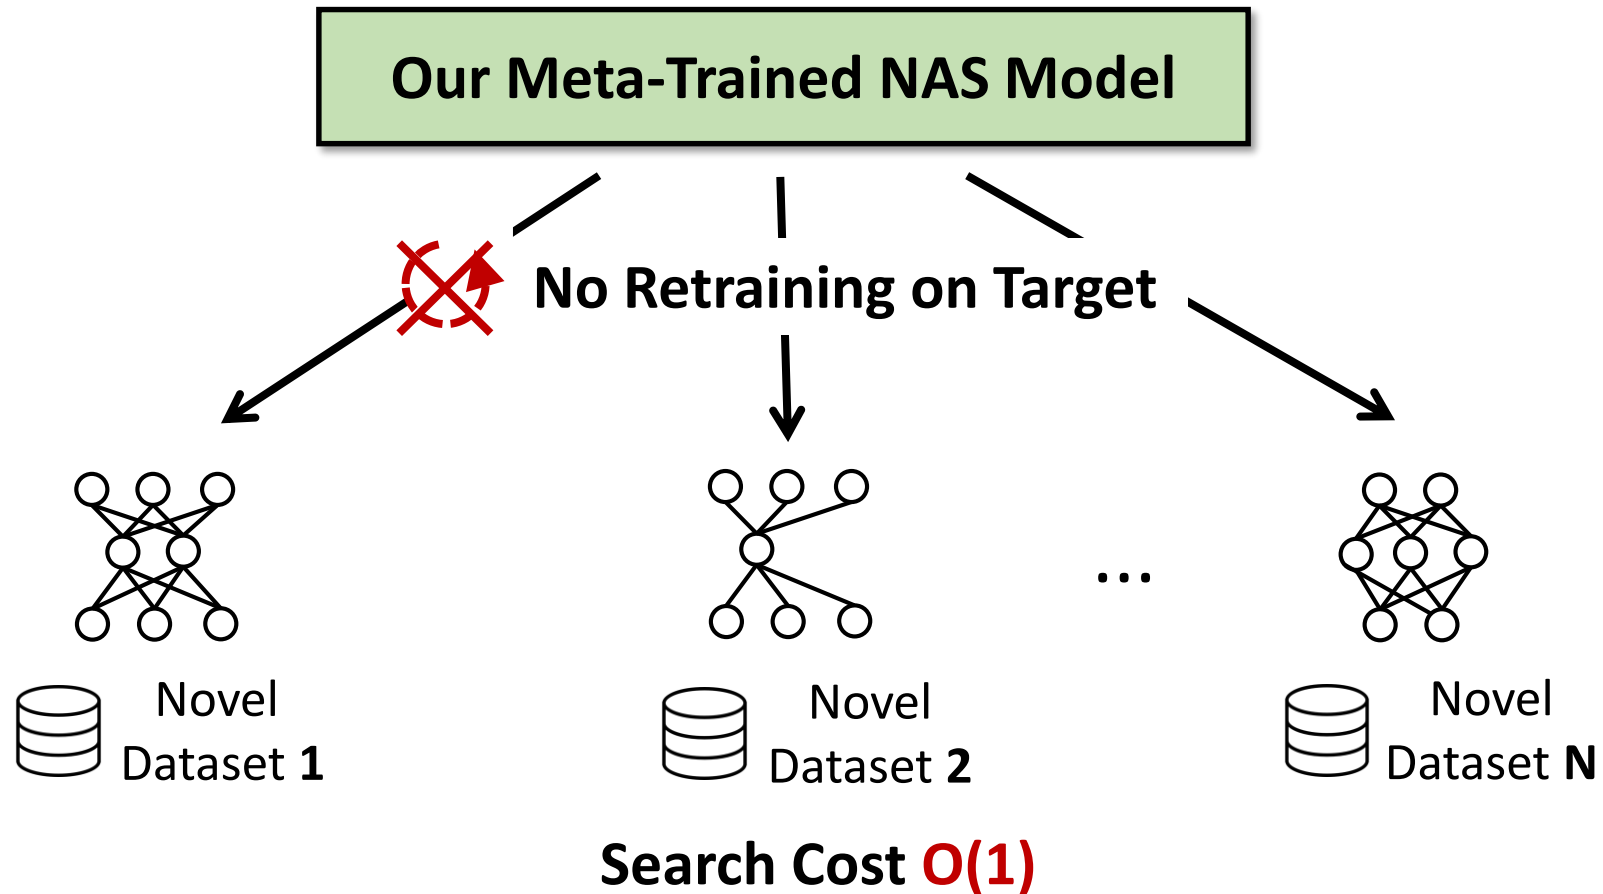 Our Meta-Trained NAS Model
No Retraining on Target
...
Novel
Dataset 1
Novel
Dataset 2
Novel
Dataset N
Search Cost O(1)